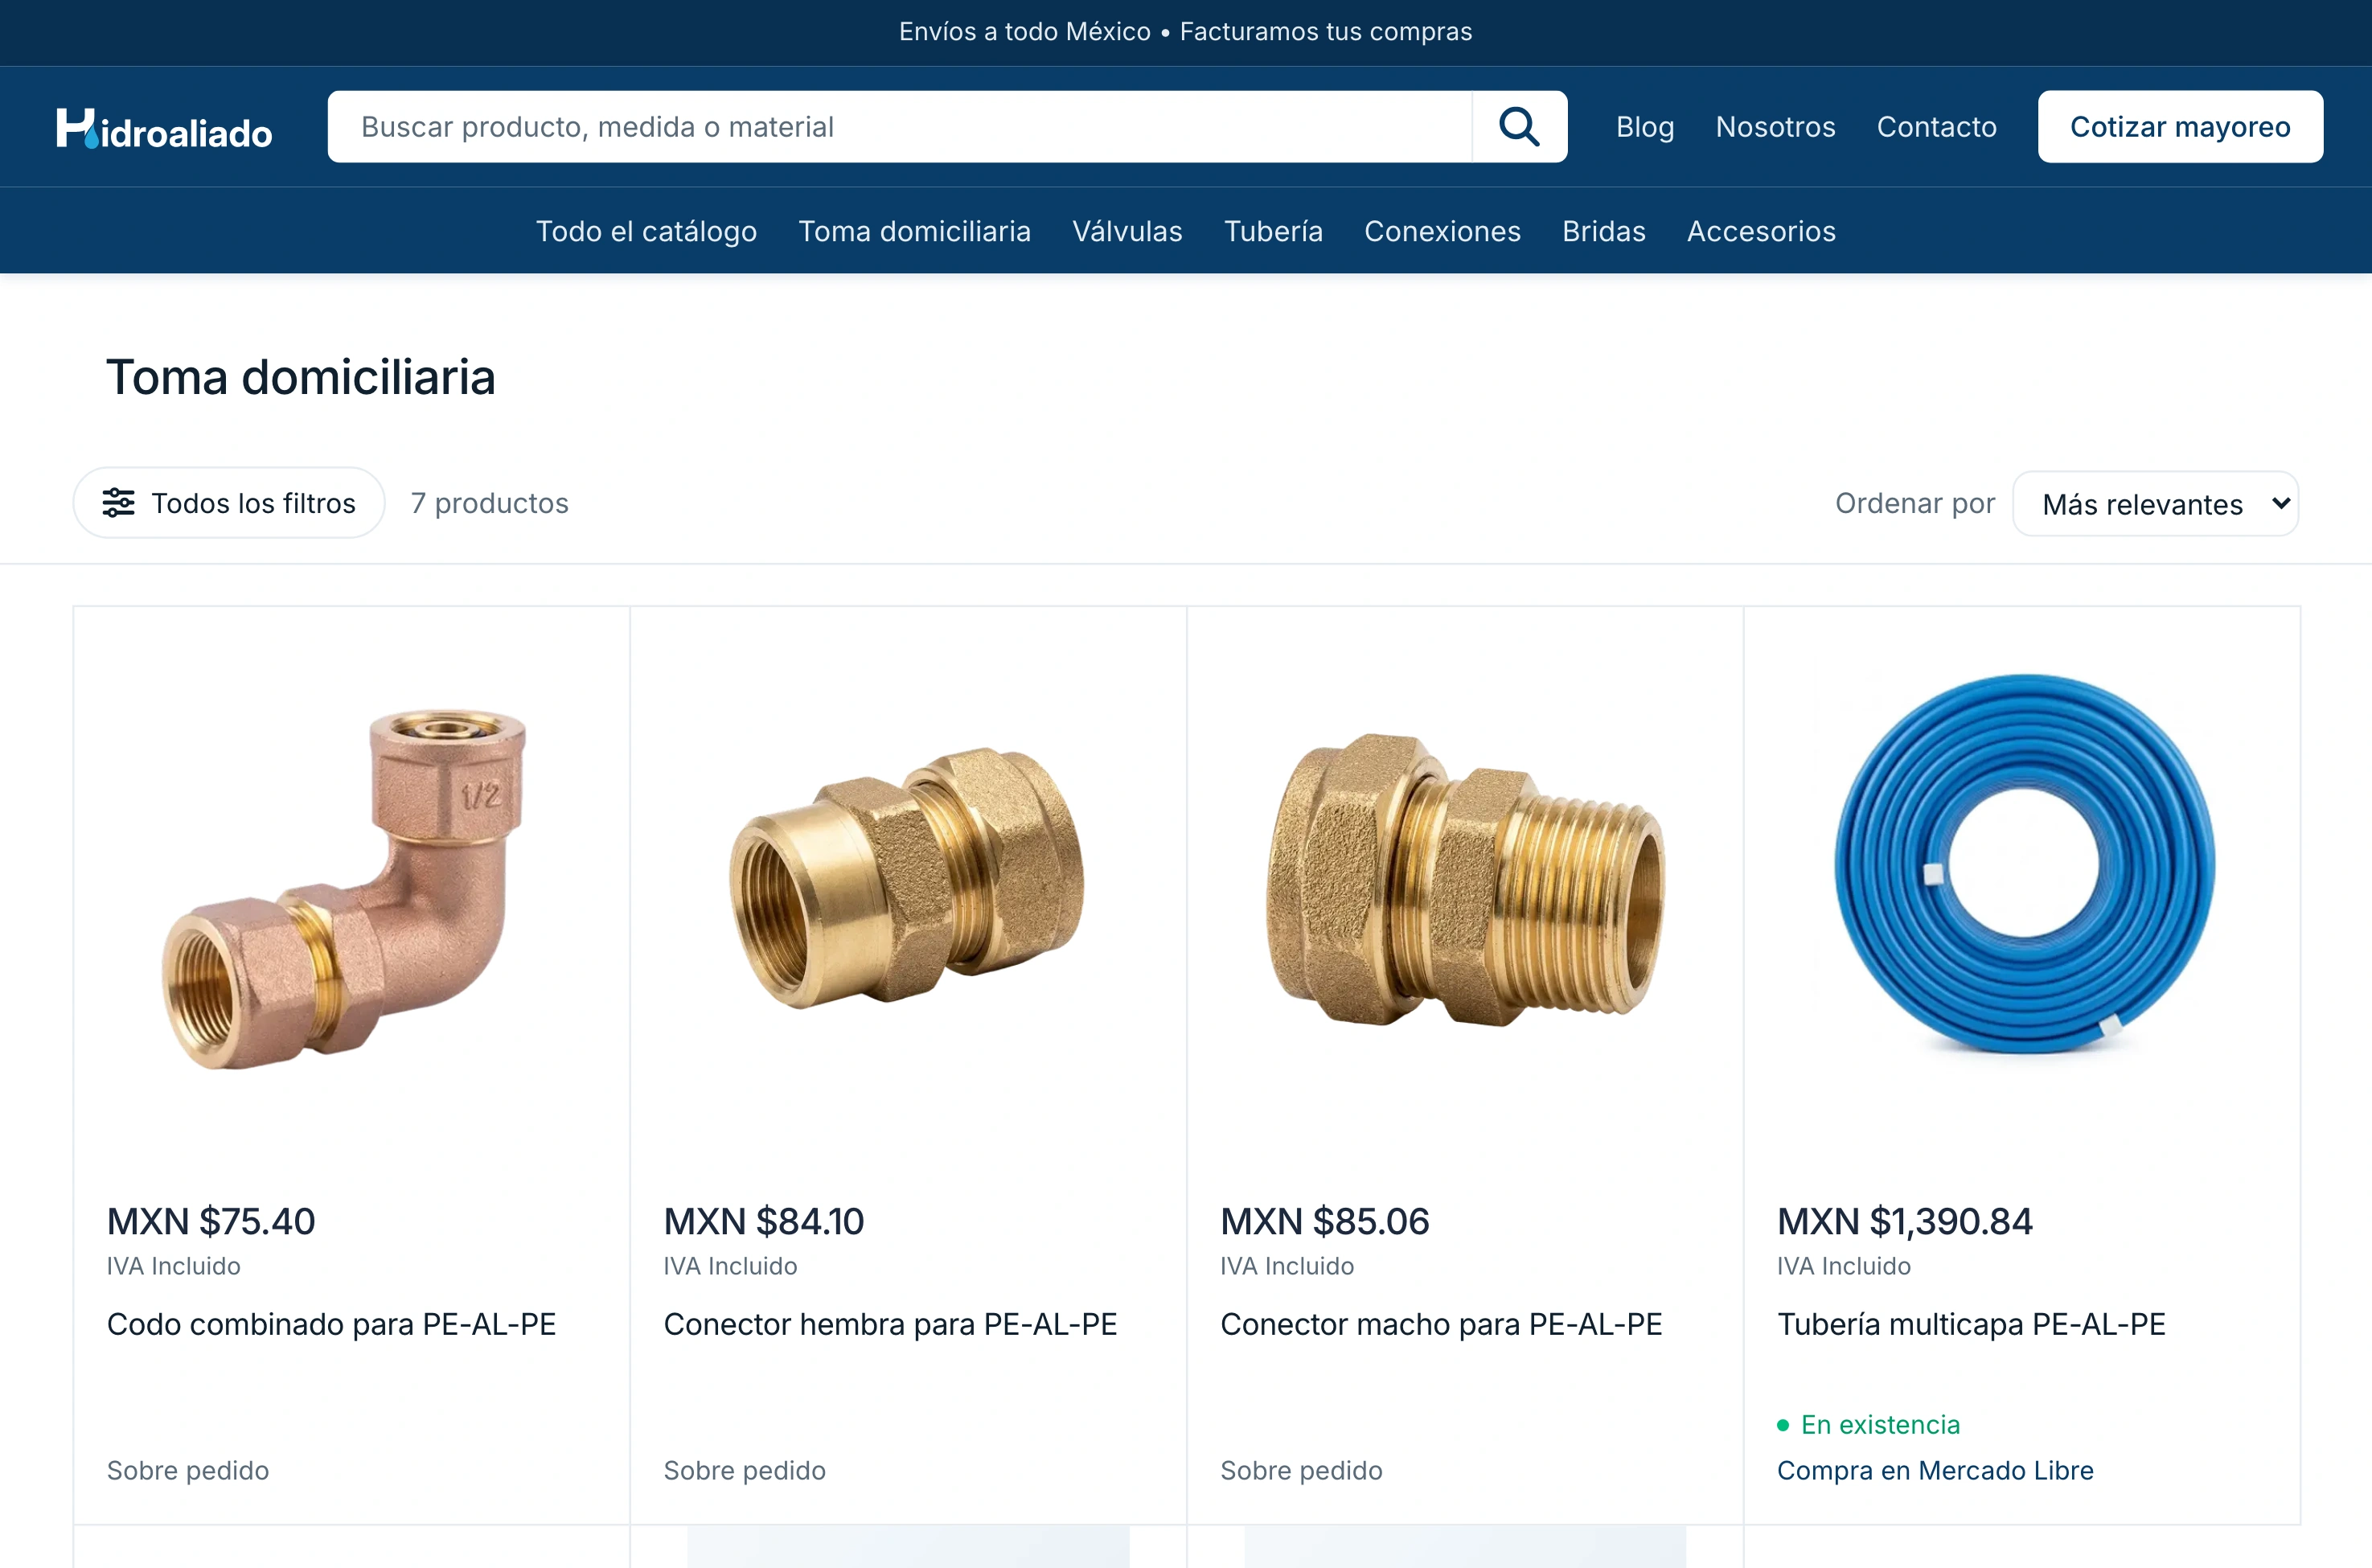 Envíos a todo México • Facturamos tus compras
Hidroaliado
Buscar producto, medida o material
Blog
Nosotros
Contacto
Cotizar mayoreo
Todo el catálogo
Toma domiciliaria
Válvulas
Tubería
Conexiones
Bridas
Accesorios
Toma domiciliaria
Todos los filtros
7 productos
Ordenar por
Más relevantes
1/2
MXN $75.40
IVA Incluido
Codo combinado para PE-AL-PE
Sobre pedido
MXN $84.10
IVA Incluido
Conector hembra para PE-AL-PE
Sobre pedido
MXN $85.06
IVA Incluido
Conector macho para PE-AL-PE
Sobre pedido
MXN $1,390.84
IVA Incluido
Tubería multicapa PE-AL-PE
En existencia
Compra en Mercado Libre